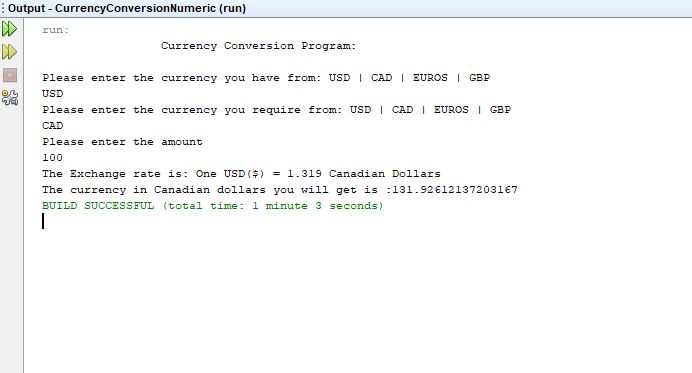 Output - CurrencyConversionNumeric (run)
run:
Currency Conversion Program:
Please enter the currency you have from: USD | CAD | EUROS | GBP
USD
Please enter the currency you require from: USD | CAD | EUROS | GBP
CAD
Please enter the amount
100
The Exchange rate is: One USD($) = 1.319 Canadian Dollars
The currency in Canadian dollars you will get is :131.92612137203167
BUILD SUCCESSFUL (total time: 1 minute 3 seconds)